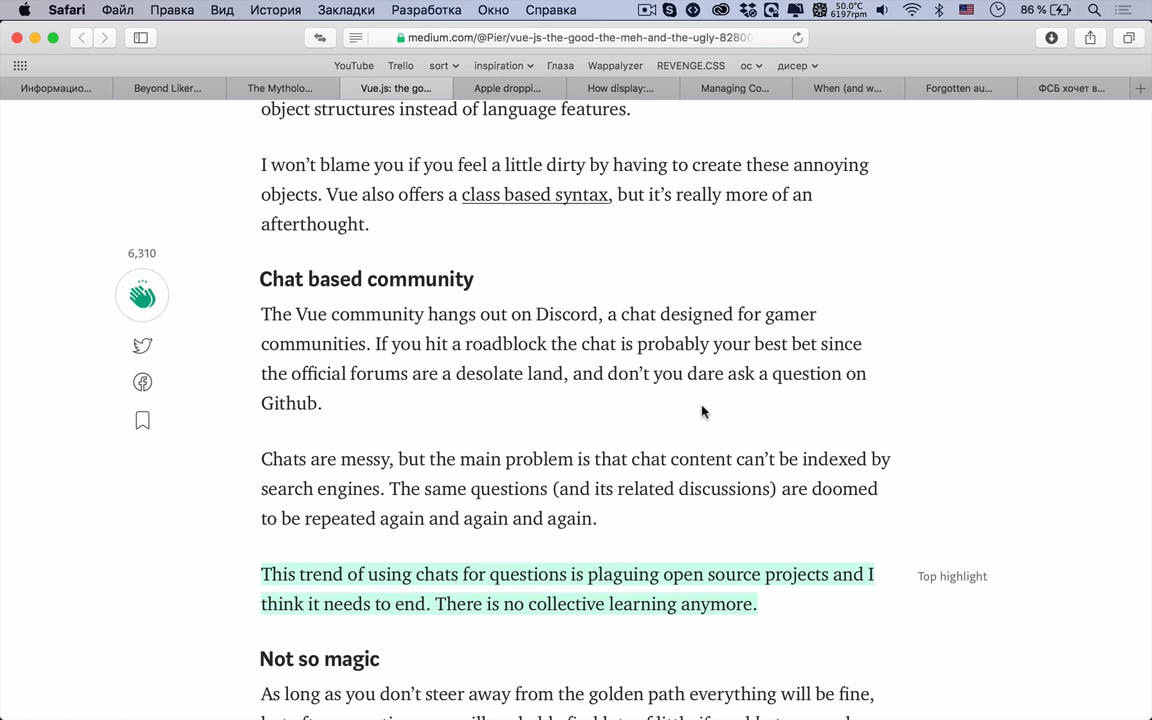 Safari Файл Правка Вид История Закладки Разработка Окно Справка 50.0°C 6197rpm 86 %
medium.com/@Pier/vue-js-the-good-the-meh-and-the-ugly-82800
YouTube Trello sort inspiration Глаза Wappalyzer REVENGE.CSS ос дисер
Информацио... Beyond Liker... The Mytholo... Vue.js: the go... Apple droppi... How display:... Managing Co... When (and w... Forgotten au... ФСБ хочет в...
object structures instead of language features.
I won’t blame you if you feel a little dirty by having to create these annoying
objects. Vue also offers a class based syntax, but it’s really more of an
afterthought.
6,310
Chat based community
The Vue community hangs out on Discord, a chat designed for gamer
communities. If you hit a roadblock the chat is probably your best bet since
the official forums are a desolate land, and don’t you dare ask a question on
Github.
Chats are messy, but the main problem is that chat content can’t be indexed by
search engines. The same questions (and its related discussions) are doomed
to be repeated again and again and again.
This trend of using chats for questions is plaguing open source projects and I
think it needs to end. There is no collective learning anymore.
Top highlight
Not so magic
As long as you don’t steer away from the golden path everything will be fine,